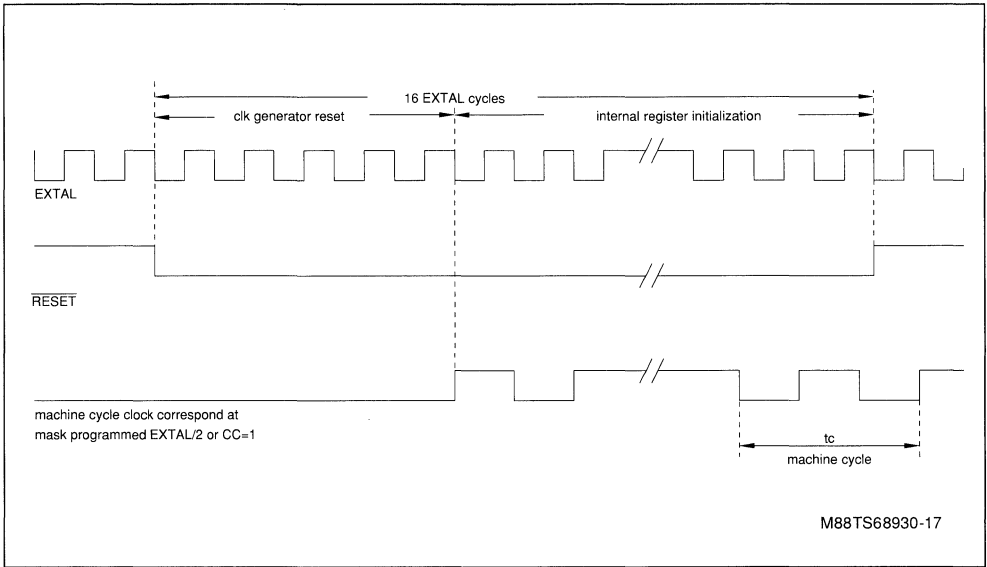 16 EXTAL cycles
clk generator reset
internal register initialization
EXTAL
RESET
machine cycle clock correspond at
mask programmed EXTAL/2 or CC=1
tc
machine cycle
M88TS68930-17